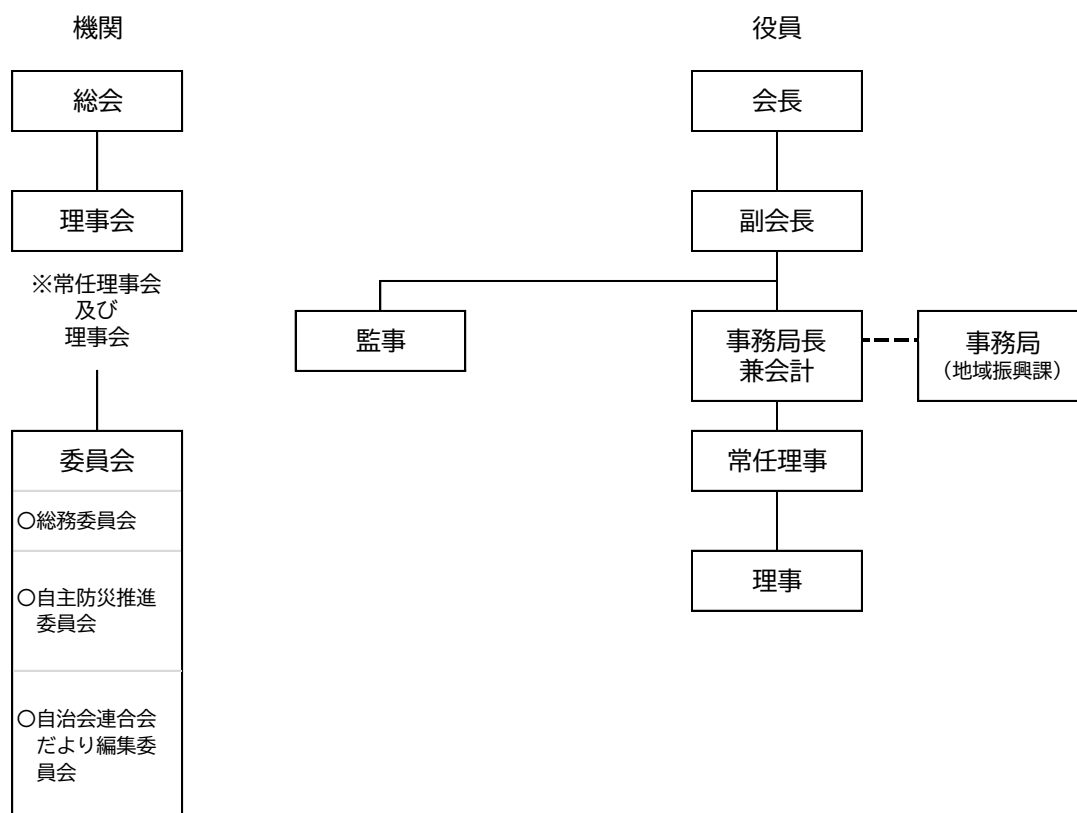 機関
総会
理事会
※常任理事会
及び
理事会
委員会
○総務委員会
○自主防災推進
委員会
○自治会連合会
だより編集委
員会
役員
会長
副会長
監事
事務局長
兼会計
事務局
（地域振興課）
常任理事
理事